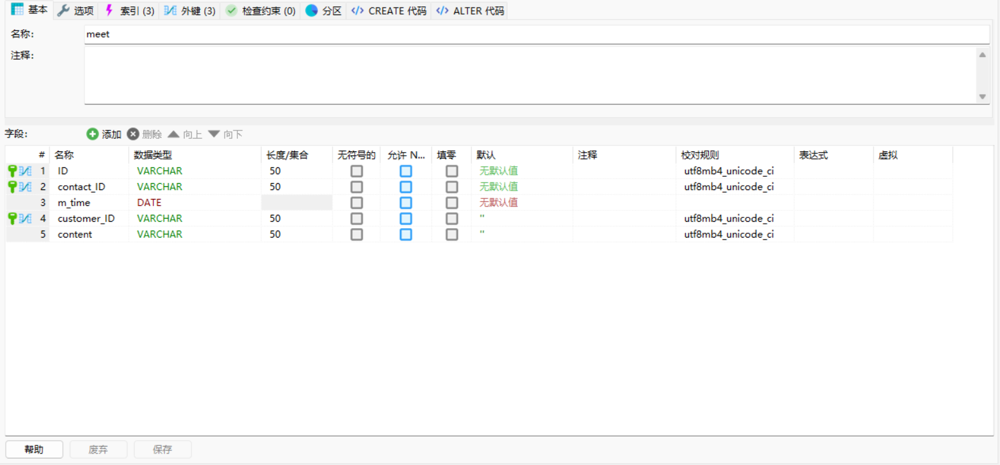 基本 选项 索引 (3) 外键 (3) 检查约束 (0) 分区 CREATE 代码 ALTER 代码
名称: meet
注释:
字段: 添加 删除 向上 向下
# 名称 数据类型 长度/集合 无符号的 允许 N... 填零 默认 注释 校对规则 表达式 虚拟
1 ID VARCHAR 50 无默认值 utf8mb4_unicode_ci
2 contact_ID VARCHAR 50 无默认值 utf8mb4_unicode_ci
3 m_time DATE 无默认值
4 customer_ID VARCHAR 50 '' utf8mb4_unicode_ci
5 content VARCHAR 50 '' utf8mb4_unicode_ci
帮助 废弃 保存